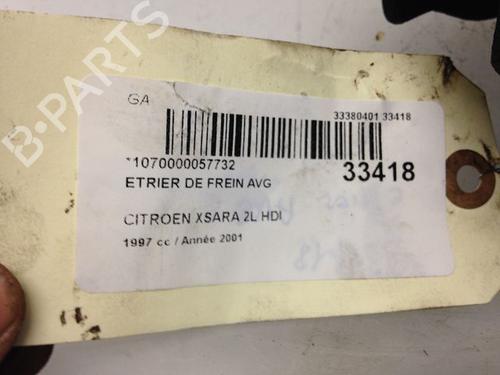 B-PARTS
GA
33380401 33418
*1070000057732
33418
ETRIER DE FREIN AVG
CITROEN XSARA 2L HDI
1997 cc / Année 2001